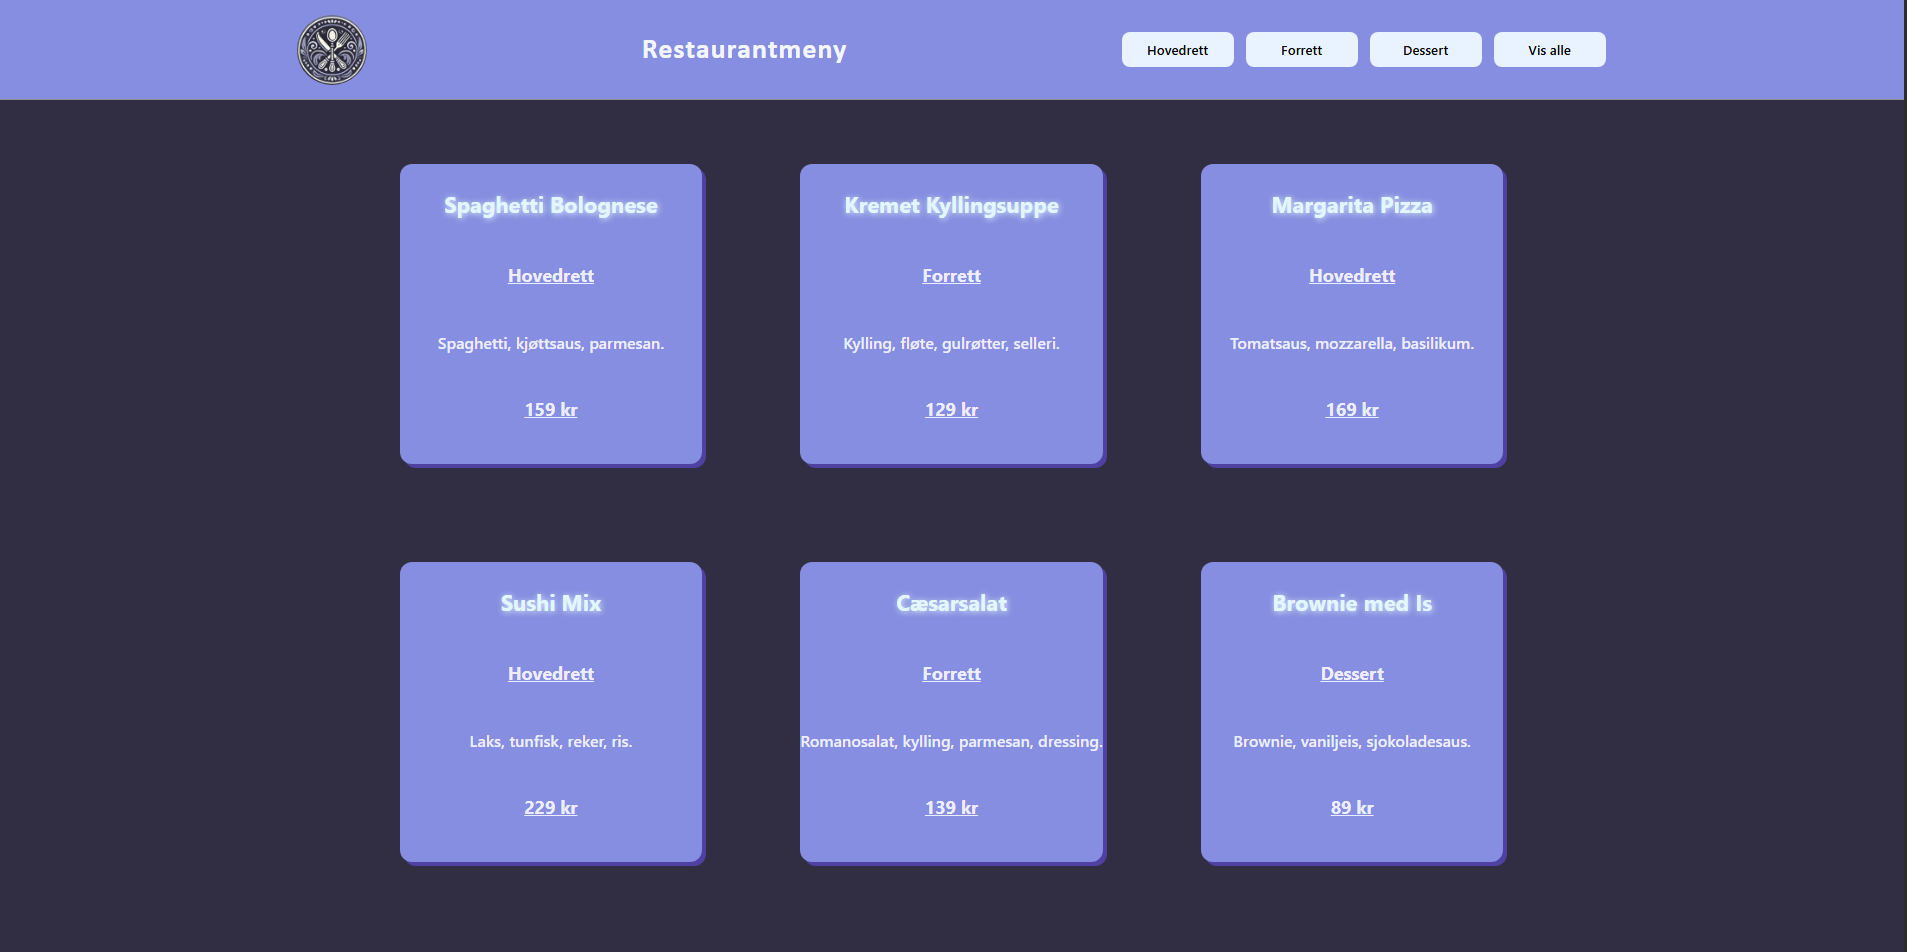 Restaurantmeny
Hovedrett
Forrett
Dessert
Vis alle
Spaghetti Bolognese
Hovedrett
Spaghetti, kjøttsaus, parmesan.
159 kr
Kremet Kyllingsuppe
Forrett
Kylling, fløte, gulrøtter, selleri.
129 kr
Margarita Pizza
Hovedrett
Tomatsaus, mozzarella, basilikum.
169 kr
Sushi Mix
Hovedrett
Laks, tunfisk, reker, ris.
229 kr
Cæsarsalat
Forrett
Romanosalat, kylling, parmesan, dressing.
139 kr
Brownie med Is
Dessert
Brownie, vaniljeis, sjokoladesaus.
89 kr